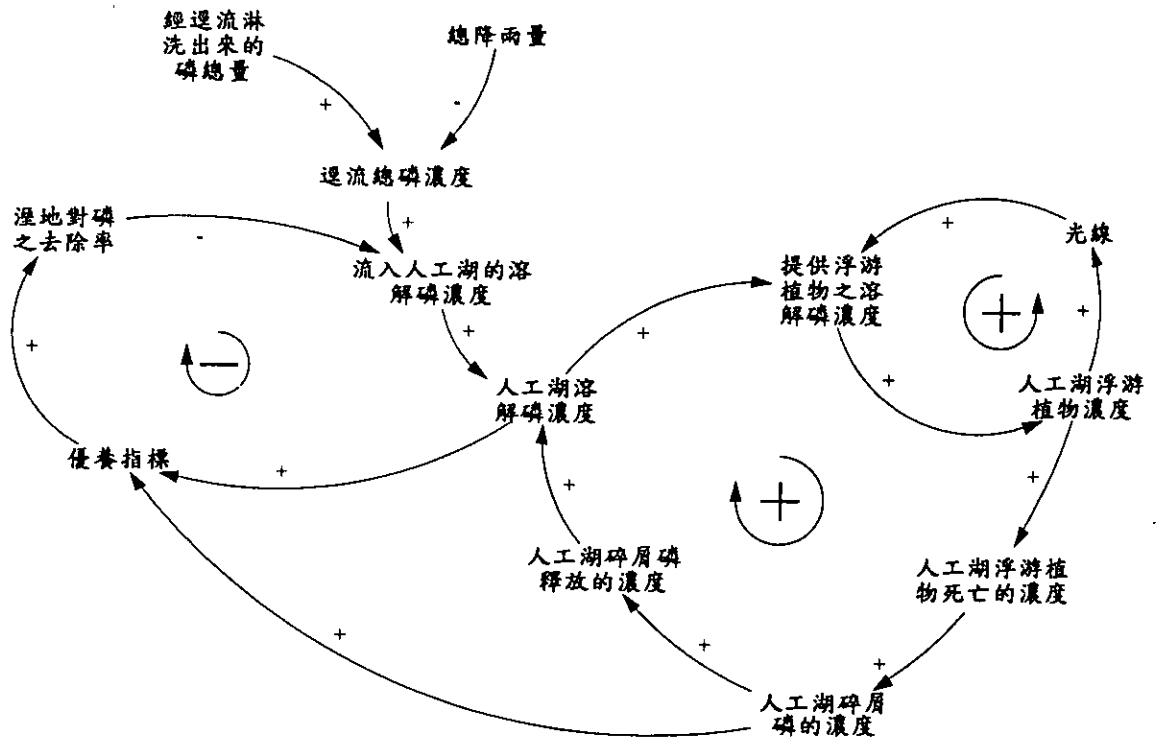 經逕流淋
洗出來的
磷總量
總降雨量
+
-
逕流總磷濃度
溼地對磷
之去除率
-
+
流入人工湖的溶
解磷濃度
+
光線
提供浮游
植物之溶
解磷濃度
+
+
+
+
-
+
人工湖溶
解磷濃度
+
人工湖浮游
植物濃度
優養指標
+
+
+
+
人工湖碎屑磷
釋放的濃度
人工湖浮游植
物死亡的濃度
+
+
+
人工湖碎屑
磷的濃度